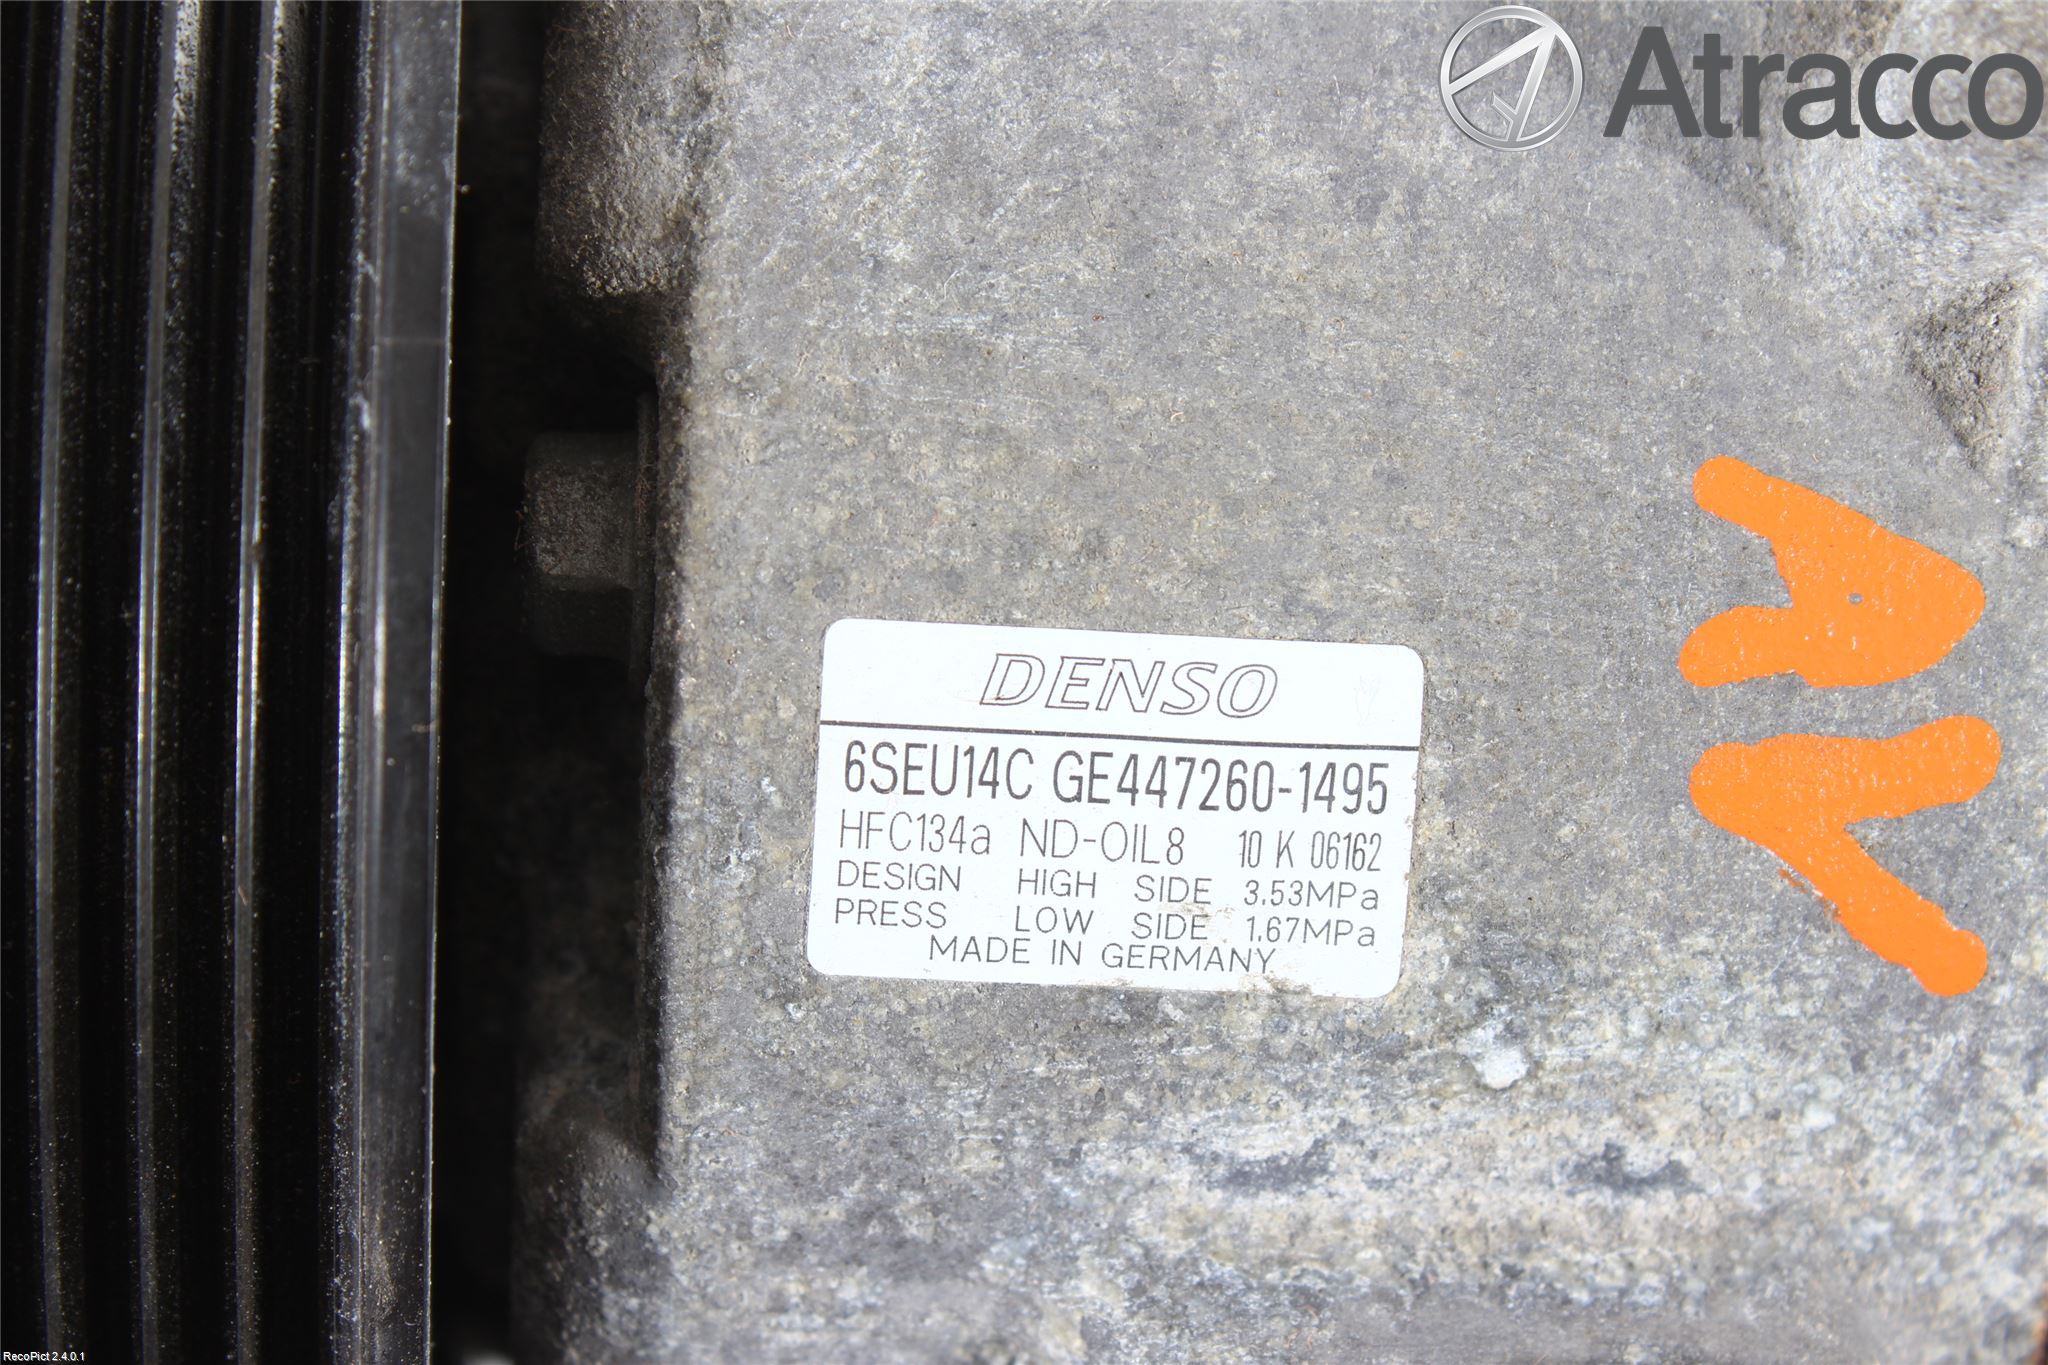 Atracco
DENSO
6SEU14C GE447260-1495
HFC134a ND-OIL8 10 K 06162
DESIGN HIGH SIDE 3.53MPa
PRESS LOW SIDE 1.67MPa
MADE IN GERMANY
RecoPict 2.4.0.1